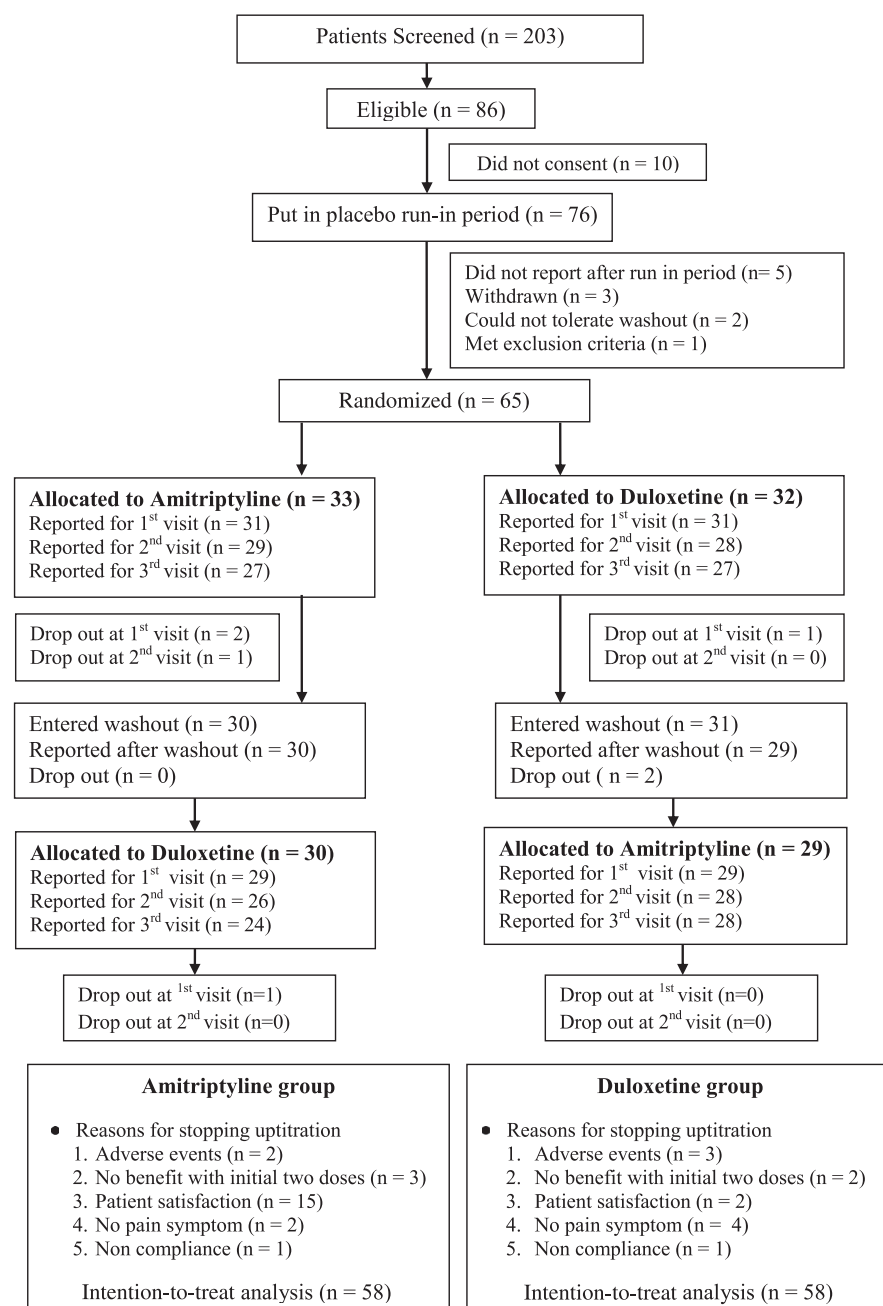 Patients Screened (n = 203)
Eligible (n = 86)
Did not consent (n = 10)
Put in placebo run-in period (n = 76)
Did not report after run in period (n= 5)
Withdrawn (n = 3)
Could not tolerate washout (n = 2)
Met exclusion criteria (n = 1)
Randomized (n = 65)
Allocated to Amitriptyline (n = 33)
Reported for 1st visit (n = 31)
Reported for 2nd visit (n = 29)
Reported for 3rd visit (n = 27)
Allocated to Duloxetine (n = 32)
Reported for 1st visit (n = 31)
Reported for 2nd visit (n = 28)
Reported for 3rd visit (n = 27)
Drop out at 1st visit (n = 2)
Drop out at 2nd visit (n = 1)
Drop out at 1st visit (n = 1)
Drop out at 2nd visit (n = 0)
Entered washout (n = 30)
Reported after washout (n = 30)
Drop out (n = 0)
Entered washout (n = 31)
Reported after washout (n = 29)
Drop out ( n = 2)
Allocated to Duloxetine (n = 30)
Reported for 1st visit (n = 29)
Reported for 2nd visit (n = 26)
Reported for 3rd visit (n = 24)
Allocated to Amitriptyline (n = 29)
Reported for 1st visit (n = 29)
Reported for 2nd visit (n = 28)
Reported for 3rd visit (n = 28)
Drop out at 1st visit (n=1)
Drop out at 2nd visit (n=0)
Drop out at 1st visit (n=0)
Drop out at 2nd visit (n=0)
Amitriptyline group
• Reasons for stopping uptitration
1. Adverse events (n = 2)
2. No benefit with initial two doses (n = 3)
3. Patient satisfaction (n = 15)
4. No pain symptom (n = 2)
5. Non compliance (n = 1)
Intention-to-treat analysis (n = 58)
Duloxetine group
• Reasons for stopping uptitration
1. Adverse events (n = 3)
2. No benefit with initial two doses (n = 2)
3. Patient satisfaction (n = 2)
4. No pain symptom (n = 4)
5. Non compliance (n = 1)
Intention-to-treat analysis (n = 58)